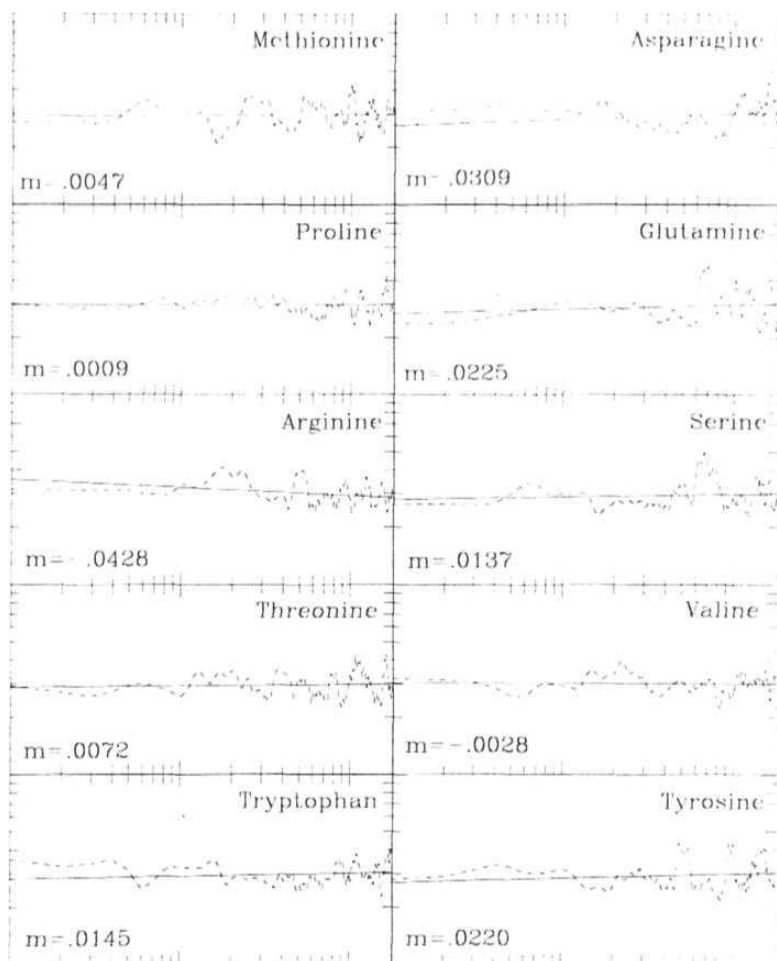 Methionine
m= .0047
Asparagine
m= .0309
Proline
m=.0009
Glutamine
m=.0225
Arginine
m=-.0428
Serine
m=.0137
Threonine
m=.0072
Valine
m=-.0028
Tryptophan
m=.0145
Tyrosine
m=.0220